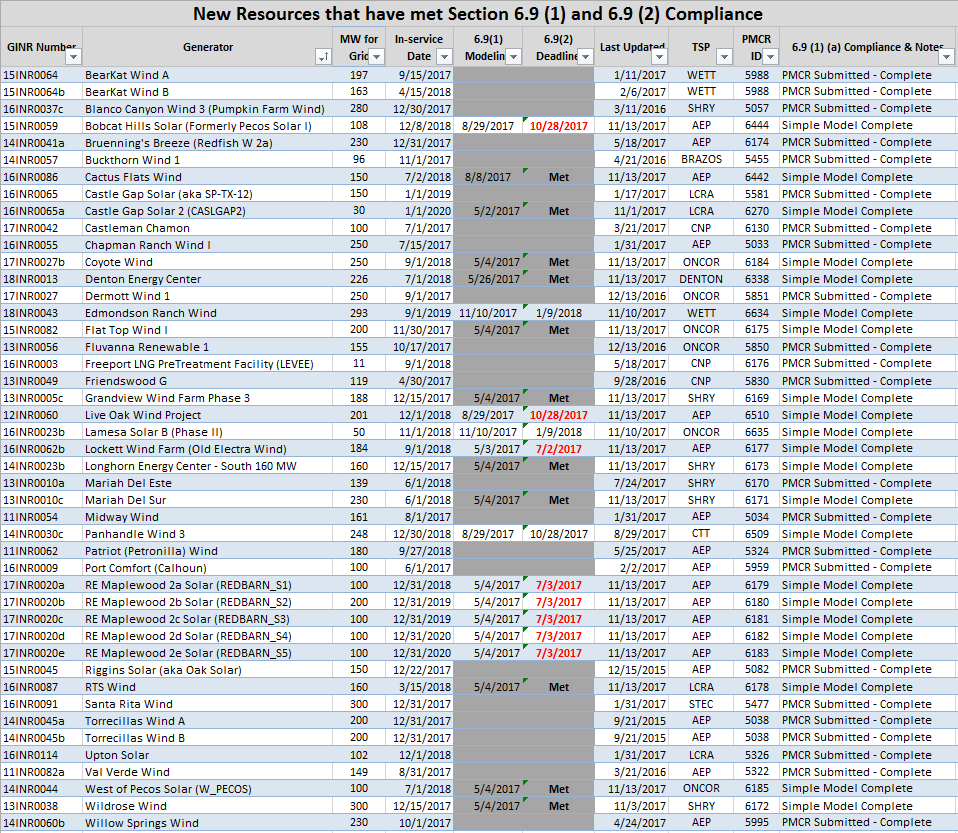 New Resources that have met Section 6.9 (1) and 6.9 (2) Compliance
GINR Number Generator MW for Grid In-service Date 6.9(1) Modeling 6.9(2) Deadline Last Updated TSP PMCR ID 6.9 (1) (a) Compliance & Notes
15INR0064 BearKat Wind A 197 9/15/2017 1/11/2017 WETT 5988 PMCR Submitted - Complete
15INR0064b BearKat Wind B 163 4/15/2018 2/6/2017 WETT 5988 PMCR Submitted - Complete
16INR0037c Blanco Canyon Wind 3 (Pumpkin Farm Wind) 280 12/30/2017 3/11/2016 SHRY 5057 PMCR Submitted - Complete
15INR0059 Bobcat Hills Solar (Formerly Pecos Solar I) 108 12/8/2018 8/29/2017 10/28/2017 11/13/2017 AEP 6444 Simple Model Complete
14INR0041a Bruenning's Breeze (Redfish W 2a) 230 12/31/2017 5/18/2017 AEP 6174 PMCR Submitted - Complete
14INR0057 Buckthorn Wind 1 96 11/1/2017 4/21/2016 BRAZOS 5455 PMCR Submitted - Complete
16INR0086 Cactus Flats Wind 150 7/2/2018 8/8/2017 Met 11/13/2017 AEP 6442 Simple Model Complete
16INR0065 Castle Gap Solar (aka SP-TX-12) 150 1/1/2019 1/17/2017 LCRA 5581 PMCR Submitted - Complete
16INR0065a Castle Gap Solar 2 (CASLGAP2) 30 1/1/2020 5/2/2017 Met 11/1/2017 LCRA 6270 Simple Model Complete
17INR0042 Castleman Chamon 100 7/1/2017 3/21/2017 CNP 6130 PMCR Submitted - Complete
16INR0055 Chapman Ranch Wind I 250 7/15/2017 1/31/2017 AEP 5033 PMCR Submitted - Complete
17INR0027b Coyote Wind 250 9/1/2018 5/4/2017 Met 11/13/2017 ONCOR 6184 Simple Model Complete
18INR0013 Denton Energy Center 226 7/1/2018 5/26/2017 Met 11/13/2017 DENTON 6338 Simple Model Complete
17INR0027 Dermott Wind 1 250 9/1/2017 12/13/2016 ONCOR 5851 PMCR Submitted - Complete
18INR0043 Edmondson Ranch Wind 293 9/1/2019 11/10/2017 1/9/2018 11/10/2017 WETT 6634 Simple Model Complete
15INR0082 Flat Top Wind I 200 11/30/2017 5/4/2017 Met 11/13/2017 ONCOR 6175 Simple Model Complete
13INR0056 Fluvanna Renewable 1 155 10/17/2017 12/13/2016 ONCOR 5850 PMCR Submitted - Complete
16INR0003 Freeport LNG PreTreatment Facility (LEVEE) 11 9/1/2018 5/18/2017 CNP 6176 PMCR Submitted - Complete
13INR0049 Friendswood G 119 4/30/2017 9/28/2016 CNP 5830 PMCR Submitted - Complete
13INR0005c Grandview Wind Farm Phase 3 188 12/15/2017 5/4/2017 Met 11/13/2017 SHRY 6169 Simple Model Complete
12INR0060 Live Oak Wind Project 201 12/1/2018 8/29/2017 10/28/2017 11/13/2017 AEP 6510 Simple Model Complete
16INR0023b Lamesa Solar B (Phase II) 50 11/1/2018 11/10/2017 1/9/2018 11/10/2017 ONCOR 6635 Simple Model Complete
16INR0062b Lockett Wind Farm (Old Electra Wind) 184 9/1/2018 5/3/2017 7/2/2017 11/13/2017 AEP 6177 Simple Model Complete
14INR0023b Longhorn Energy Center - South 160 MW 160 12/15/2017 5/4/2017 Met 11/13/2017 SHRY 6173 Simple Model Complete
13INR0010a Mariah Del Este 139 6/1/2018 7/24/2017 SHRY 6170 PMCR Submitted - Complete
13INR0010c Mariah Del Sur 230 6/1/2018 5/4/2017 Met 11/13/2017 SHRY 6171 Simple Model Complete
11INR0054 Midway Wind 161 8/1/2017 1/31/2017 AEP 5034 PMCR Submitted - Complete
14INR0030c Panhandle Wind 3 248 12/30/2018 8/29/2017 10/28/2017 8/29/2017 CTT 6509 Simple Model Complete
11INR0062 Patriot (Petronilla) Wind 180 9/27/2018 5/25/2017 AEP 5324 PMCR Submitted - Complete
16INR0009 Port Comfort (Calhoun) 100 6/1/2017 2/2/2017 AEP 5959 PMCR Submitted - Complete
17INR0020a RE Maplewood 2a Solar (REDBARN_S1) 100 12/31/2018 5/4/2017 7/3/2017 11/13/2017 AEP 6179 Simple Model Complete
17INR0020b RE Maplewood 2b Solar (REDBARN_S2) 200 12/31/2019 5/4/2017 7/3/2017 11/13/2017 AEP 6180 Simple Model Complete
17INR0020c RE Maplewood 2c Solar (REDBARN_S3) 100 12/31/2019 5/4/2017 7/3/2017 11/13/2017 AEP 6181 Simple Model Complete
17INR0020d RE Maplewood 2d Solar (REDBARN_S4) 100 12/31/2020 5/4/2017 7/3/2017 11/13/2017 AEP 6182 Simple Model Complete
17INR0020e RE Maplewood 2e Solar (REDBARN_S5) 100 12/31/2020 5/4/2017 7/3/2017 11/13/2017 AEP 6183 Simple Model Complete
15INR0045 Riggins Solar (aka Oak Solar) 150 12/22/2017 12/15/2015 AEP 5082 PMCR Submitted - Complete
16INR0087 RTS Wind 160 3/15/2018 5/4/2017 Met 11/13/2017 LCRA 6178 Simple Model Complete
16INR0091 Santa Rita Wind 300 12/31/2017 1/31/2017 STEC 5477 PMCR Submitted - Complete
14INR0045a Torrecillas Wind A 200 12/31/2017 9/21/2015 AEP 5038 PMCR Submitted - Complete
14INR0045b Torrecillas Wind B 200 12/31/2017 9/21/2015 AEP 5038 PMCR Submitted - Complete
16INR0114 Upton Solar 102 12/1/2018 1/31/2017 LCRA 5326 PMCR Submitted - Complete
11INR0082a Val Verde Wind 149 8/31/2017 3/21/2016 AEP 5322 PMCR Submitted - Complete
14INR0044 West of Pecos Solar (W_PECOS) 100 7/1/2018 5/4/2017 Met 11/13/2017 ONCOR 6185 Simple Model Complete
13INR0038 Wildrose Wind 300 12/15/2017 5/4/2017 Met 11/3/2017 SHRY 6172 Simple Model Complete
14INR0060b Willow Springs Wind 230 10/1/2017 4/24/2017 AEP 5995 PMCR Submitted - Complete